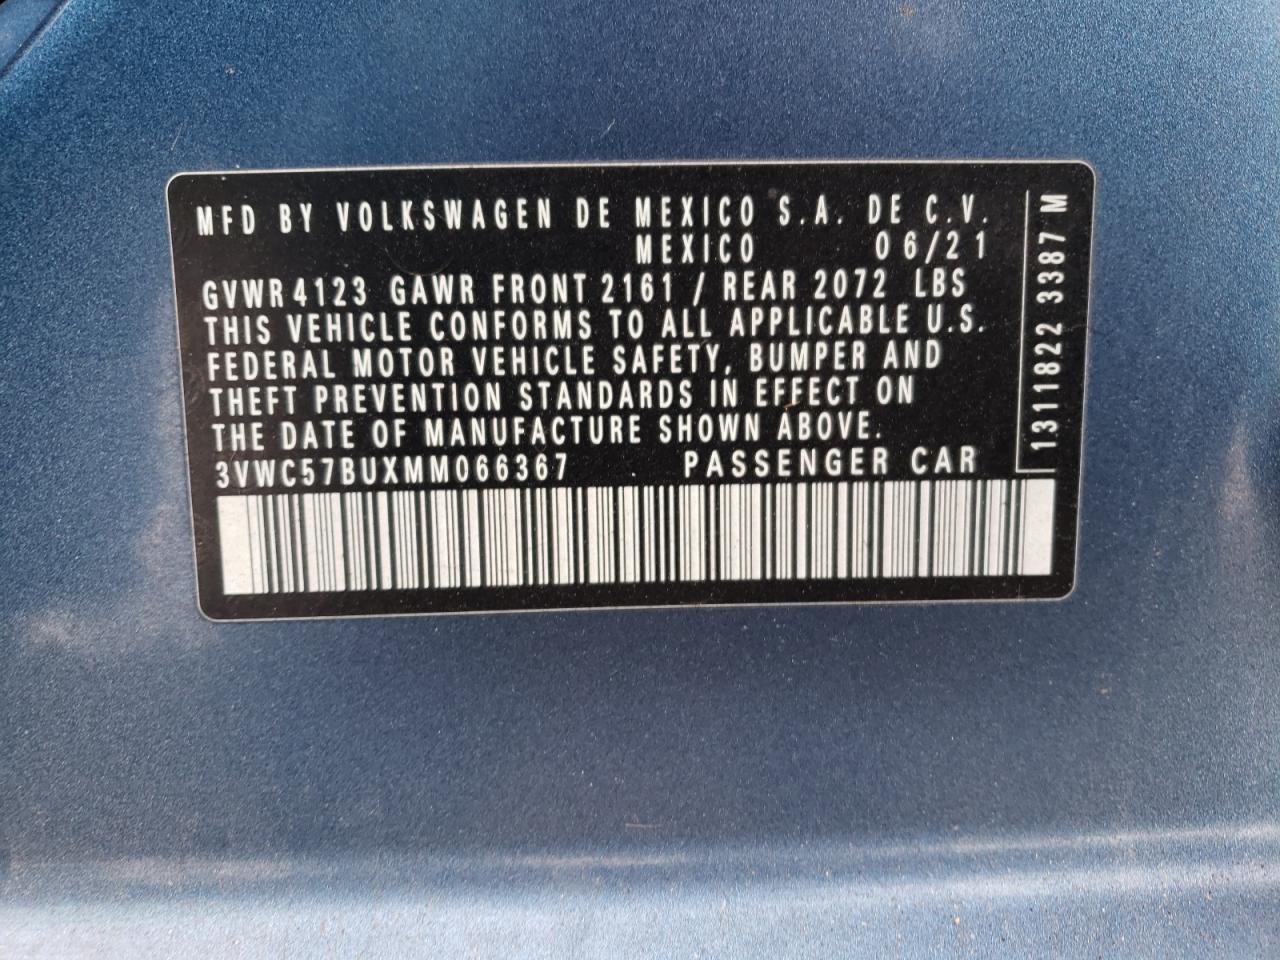 MFD BY VOLKSWAGEN DE MEXICO S.A. DE C.V.
MEXICO 06/21
GVWR 4123 GAWR FRONT 2161 / REAR 2072 LBS
THIS VEHICLE CONFORMS TO ALL APPLICABLE U.S.
FEDERAL MOTOR VEHICLE SAFETY, BUMPER AND
THEFT PREVENTION STANDARDS IN EFFECT ON
THE DATE OF MANUFACTURE SHOWN ABOVE.
3VWC57BUXMM066367 PASSENGER CAR
1311822 3387 M